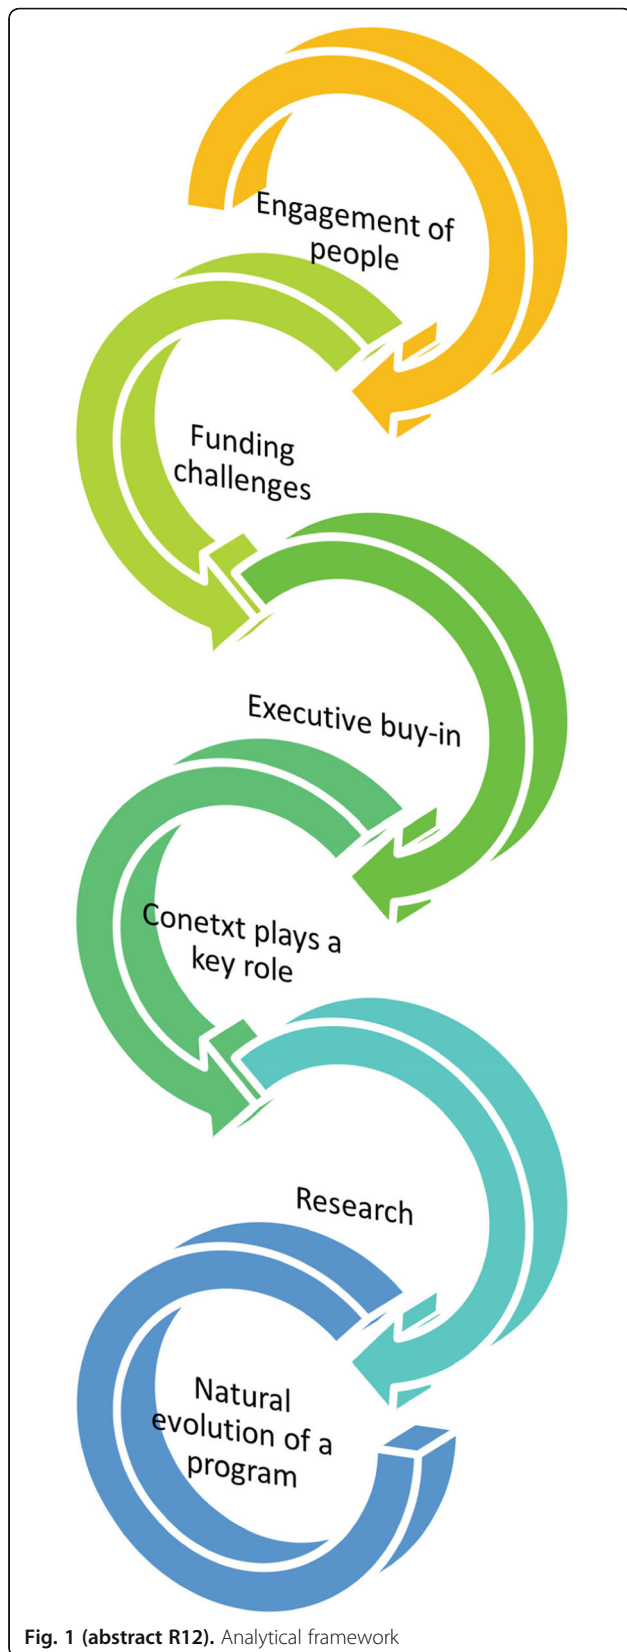 Engagement of
people
Funding
challenges
Executive buy-in
Conetxt plays a
key role
Research
Natural
evolution of a
program
Fig. 1 (abstract R12). Analytical framework